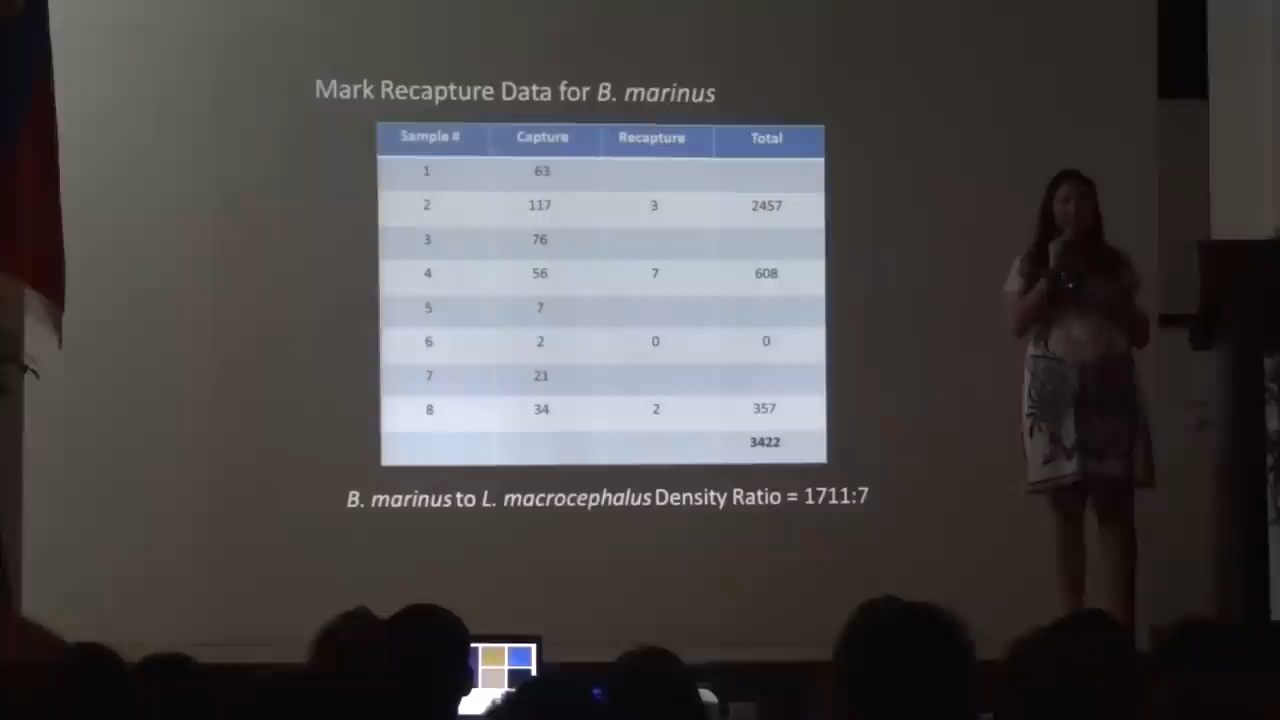 Mark Recapture Data for B. marinus
Sample # Capture Recapture Total
1 63
2 117 3 2457
3 76
4 56 7 608
5 7
6 2 0 0
7 21
8 34 2 357
3422
B. marinus to L. macrocephalus Density Ratio = 1711:7